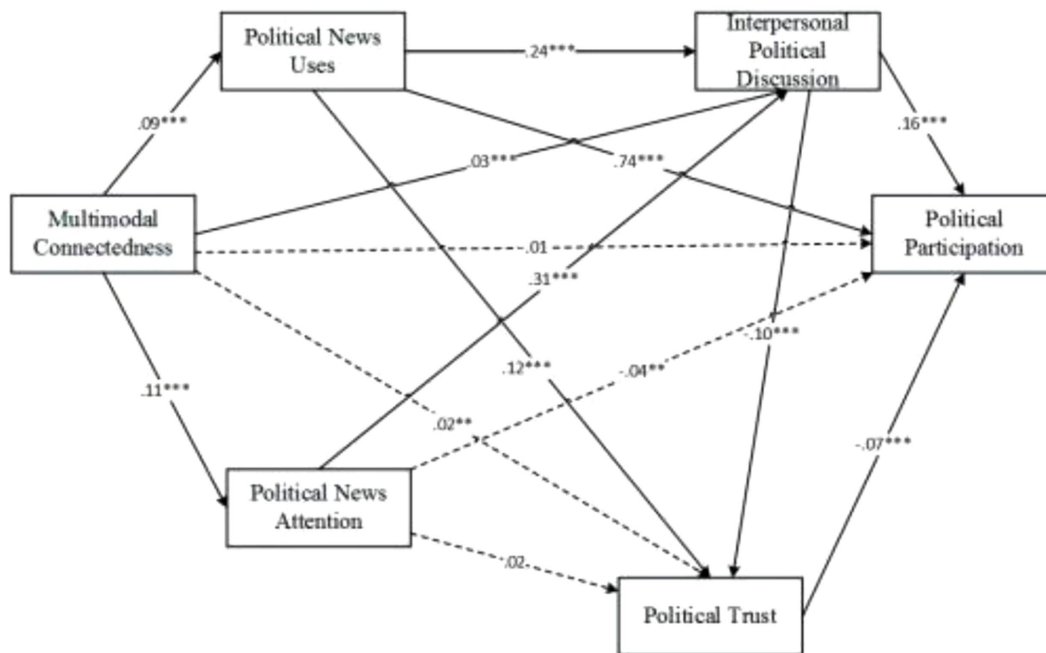 Political News
Uses
Interpersonal
Political
Discussion
.24***
.09***
.16***
.03***
.74***
Multimodal
Connectedness
Political
Participation
.01
.31***
-.10***
.12***
-.04**
.11***
.02**
-.07***
Political News
Attention
.02
Political Trust